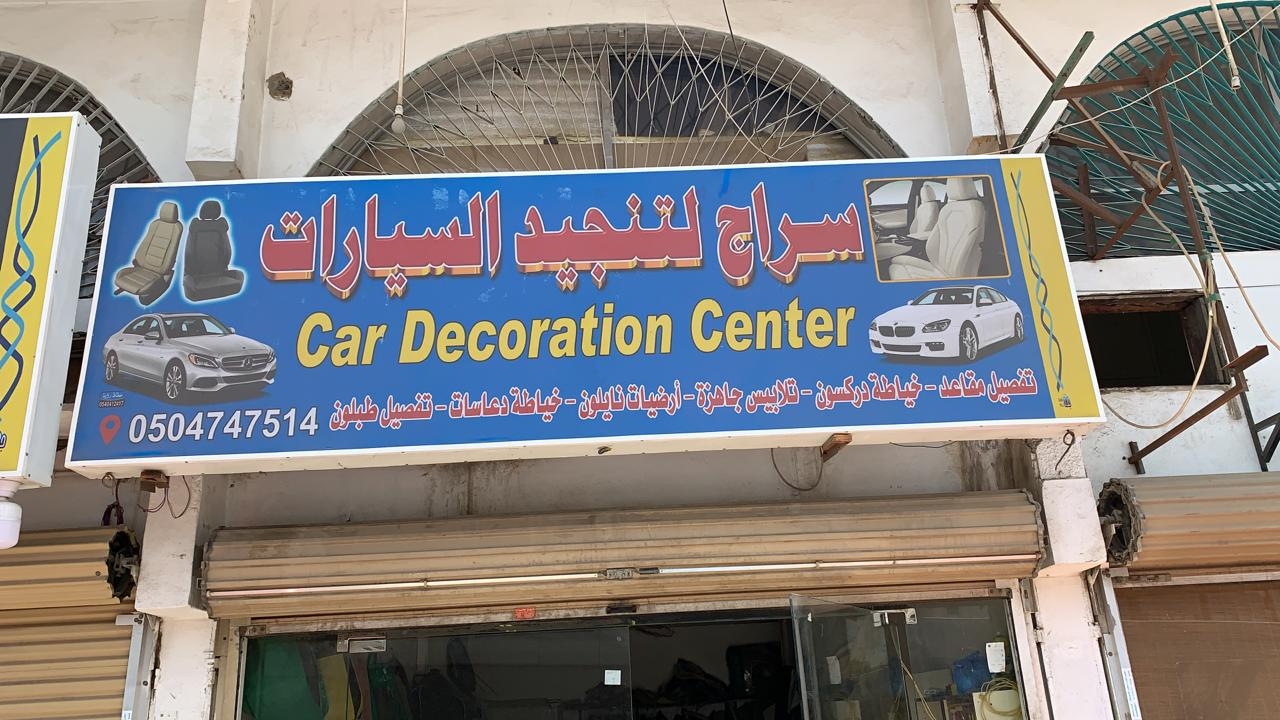 سراج لتنجيد السيارات
Car Decoration Center
تفصيل مقاعد - خياطة دركسون - تلابيس جاهزة - أرضيات نايلون - خياطة دعاسات - تفصيل طبلون
0504747514